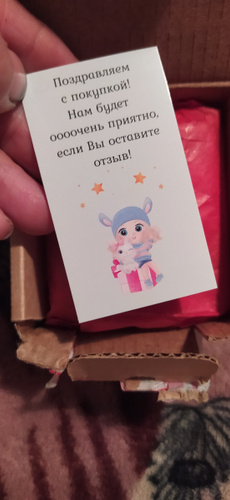 Поздравляем
с покупкой!
Нам будет
оооочень приятно,
если Вы оставите
отзыв!